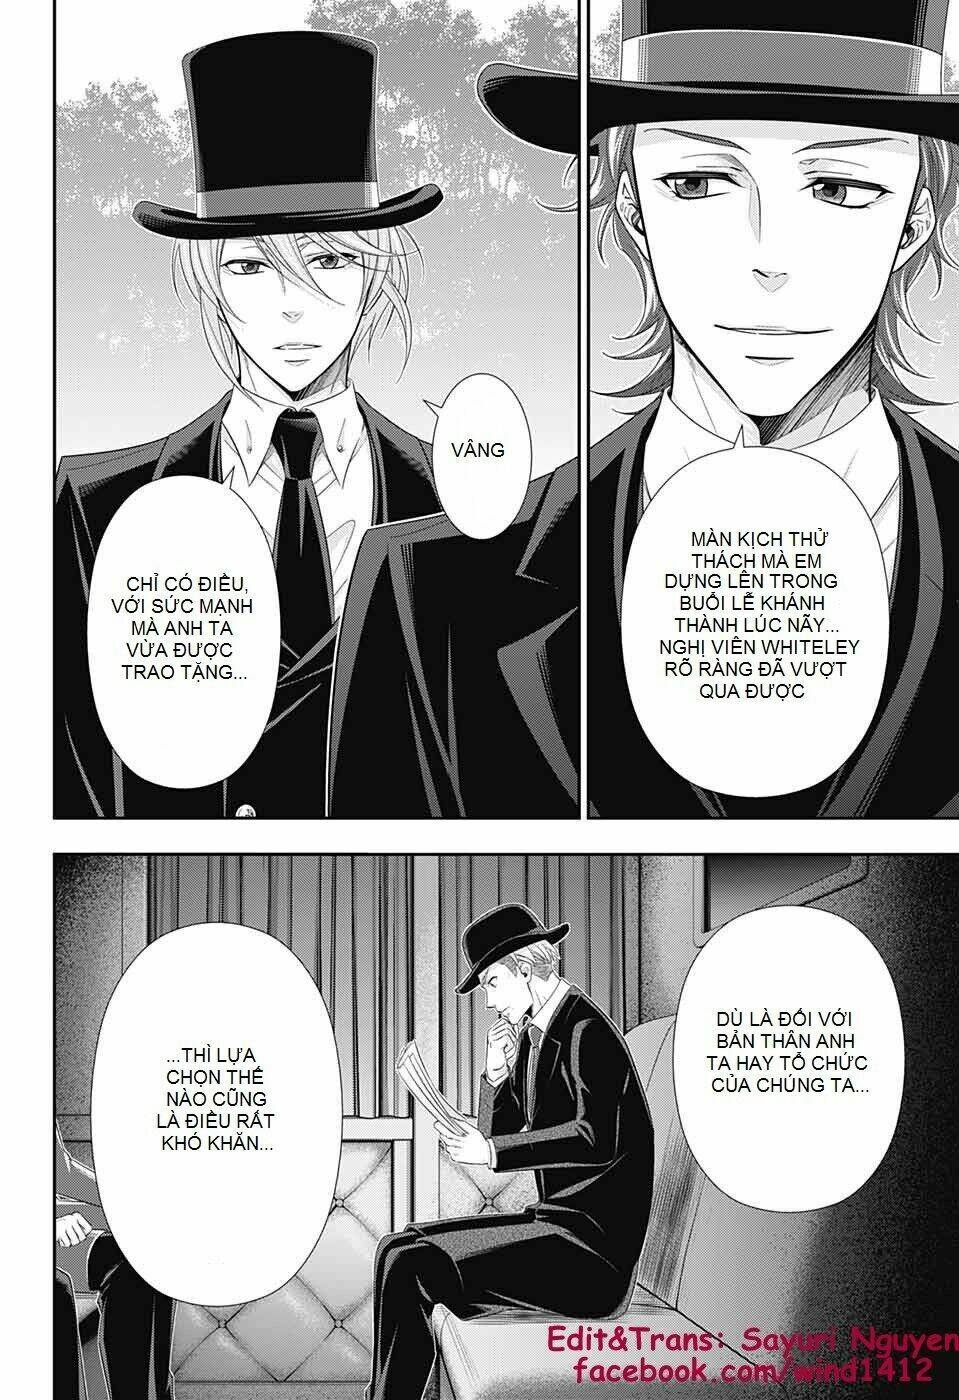 MÀN KỊCH THỬ
THÁCH MÀ EM
DỰNG LÊN TRONG
BUỔI LỄ KHÁNH
THÀNH LÚC NÃY...
NGHỊ VIÊN WHITELEY
RÕ RÀNG ĐÃ VƯỢT
QUA ĐƯỢC
VÂNG
CHỈ CÓ ĐIỀU,
VỚI SỨC MẠNH
MÀ ANH TA
VỪA ĐƯỢC
TRAO TẶNG...
DÙ LÀ ĐỐI VỚI
BẢN THÂN ANH
TA HAY TỔ CHỨC
CỦA CHÚNG TA...
...THÌ LỰA
CHỌN THẾ
NÀO CŨNG
LÀ ĐIỀU RẤT
KHÓ KHĂN...
Edit&Trans: Sayuri Nguyen
facebook.com/wind1412